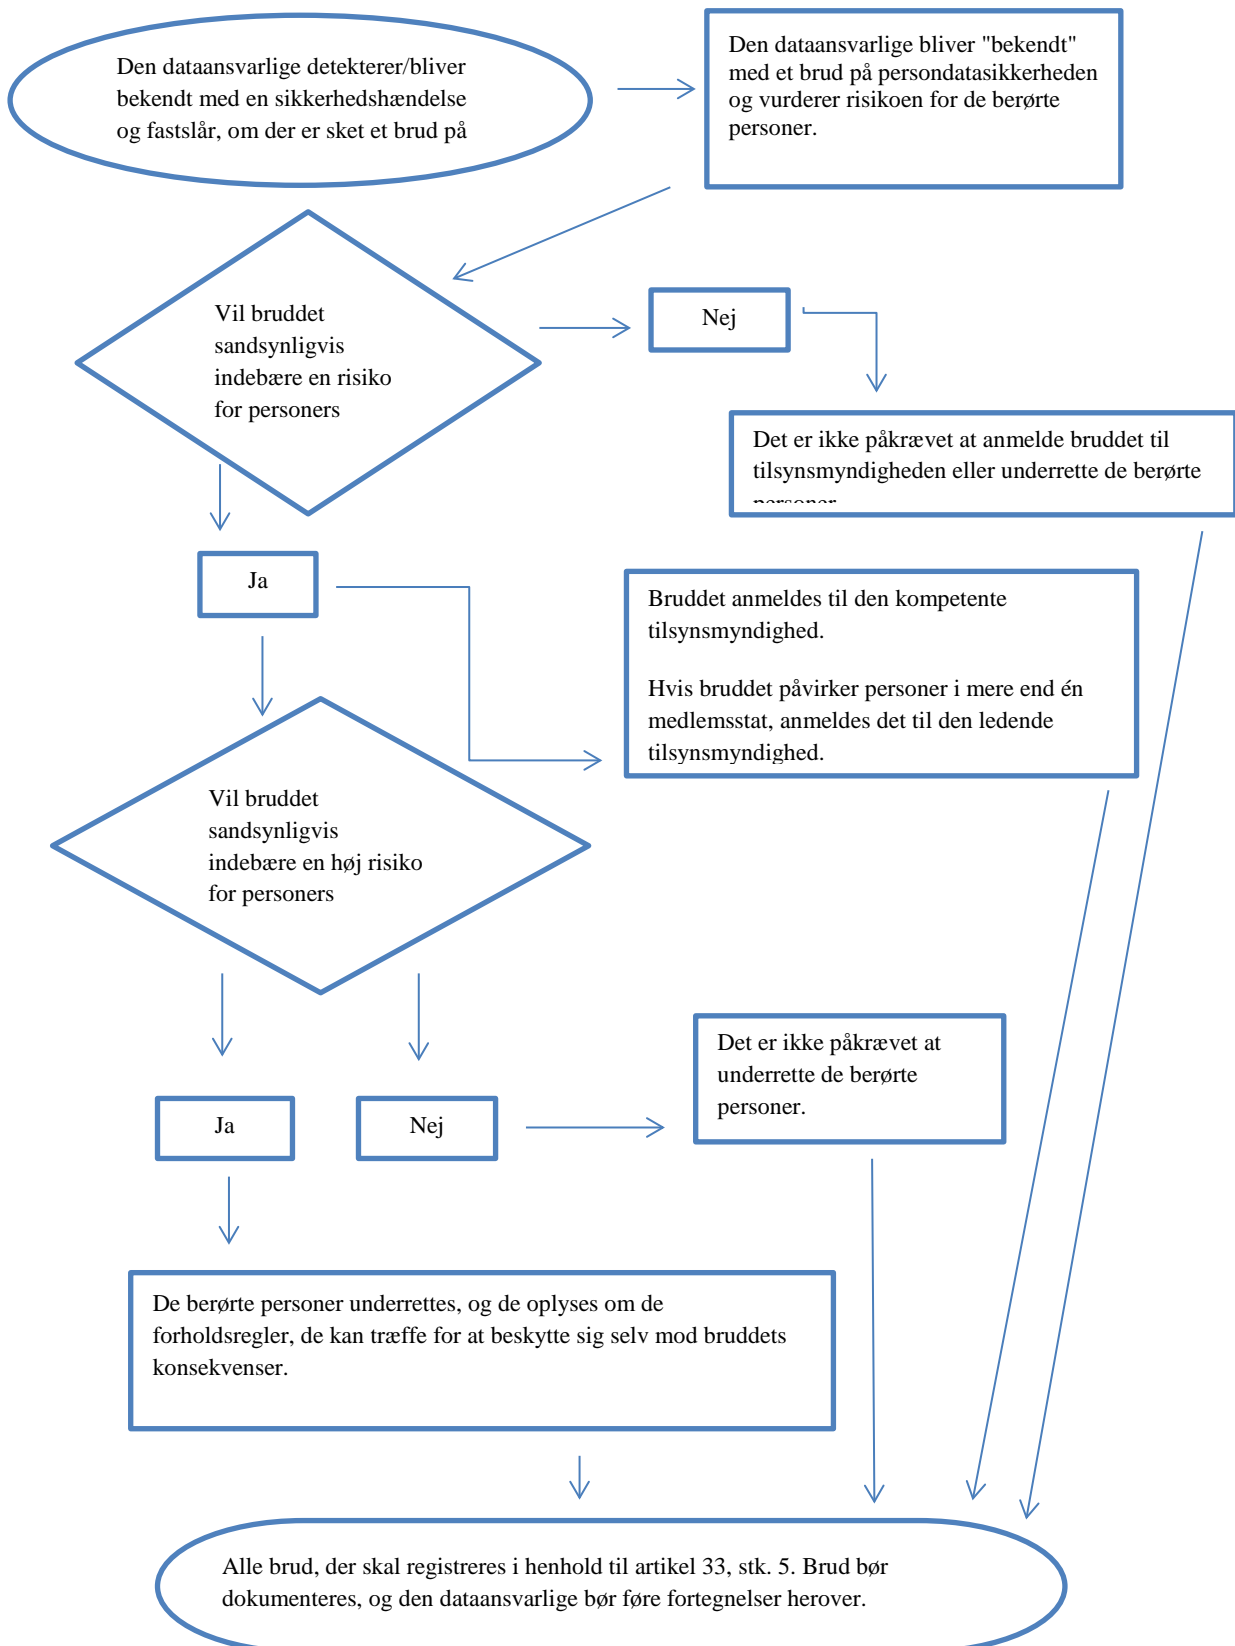 Den dataansvarlige detekterer/bliver
bekendt med en sikkerhedshændelse
og fastslår, om der er sket et brud på
Den dataansvarlige bliver "bekendt"
med et brud på persondatasikkerheden
og vurderer risikoen for de berørte
personer.
Vil bruddet
sandsynligvis
indebære en risiko
for personers
Nej
Det er ikke påkrævet at anmelde bruddet til
tilsynsmyndigheden eller underrette de berørte
personer
Ja
Bruddet anmeldes til den kompetente
tilsynsmyndighed.
Hvis bruddet påvirker personer i mere end én
medlemsstat, anmeldes det til den ledende
tilsynsmyndighed.
Vil bruddet
sandsynligvis
indebære en høj risiko
for personers
Det er ikke påkrævet at
underrette de berørte
personer.
Ja
Nej
De berørte personer underrettes, og de oplyses om de
forholdsregler, de kan træffe for at beskytte sig selv mod bruddets
konsekvenser.
Alle brud, der skal registreres i henhold til artikel 33, stk. 5. Brud bør
dokumenteres, og den dataansvarlige bør føre fortegnelser herover.